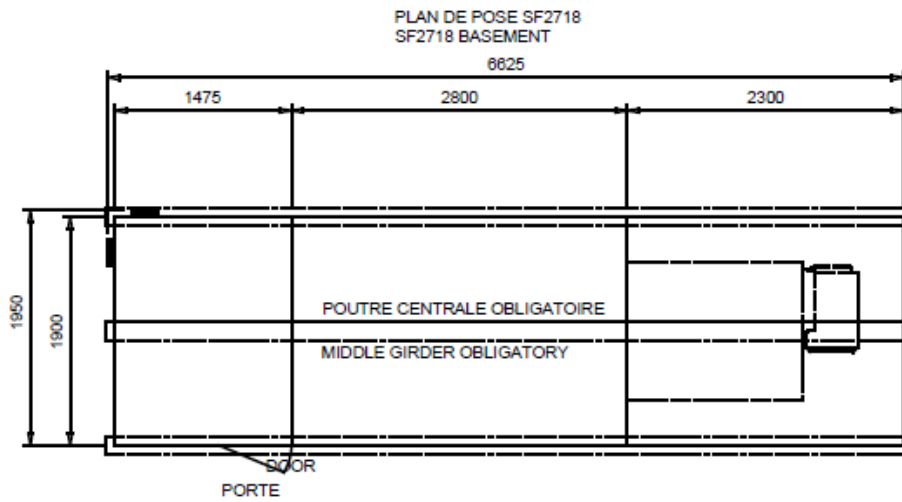 PLAN DE POSE SF2718
SF2718 BASEMENT
6625
1475
2800
2300
1950
1900
POUTRE CENTRALE OBLIGATOIRE
MIDDLE GIRDER OBLIGATORY
DOOR
PORTE